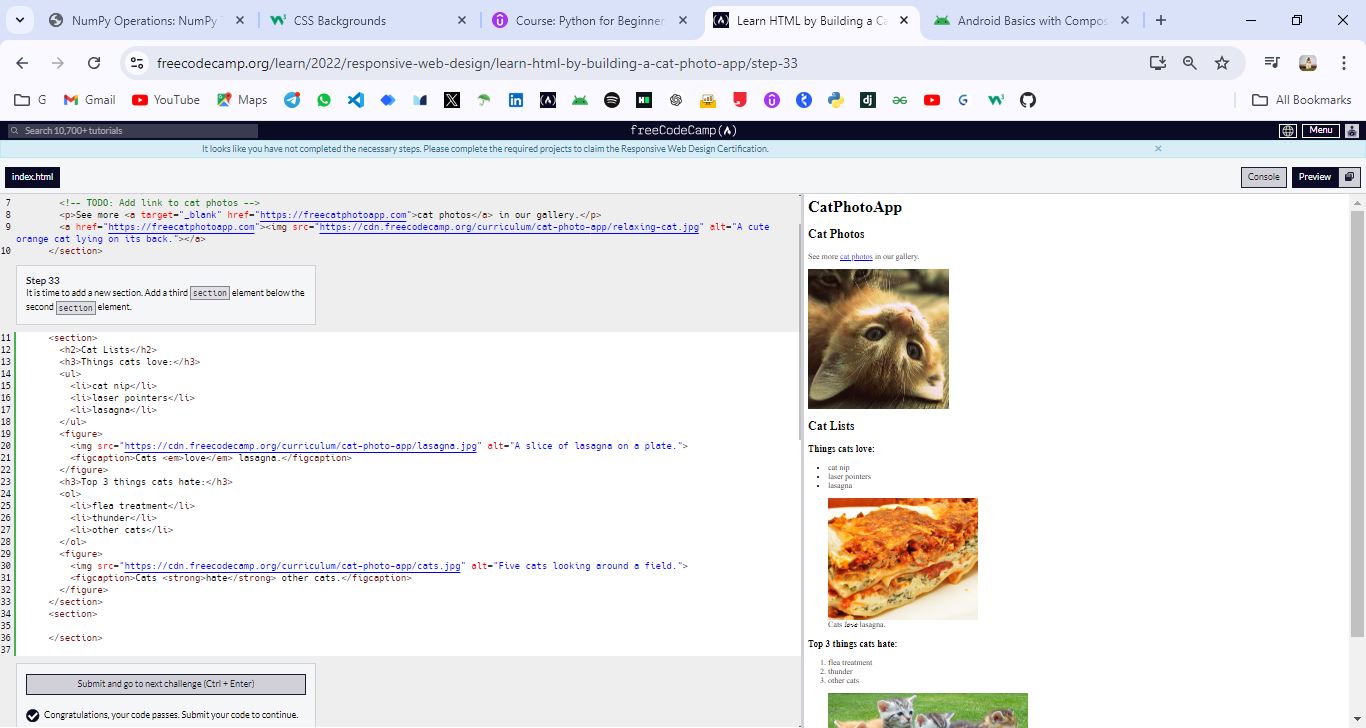 NumPy Operations: NumPy
CSS Backgrounds
Course: Python for Beginner
Learn HTML by Building a Ca
Android Basics with Compos
freecodecamp.org/learn/2022/responsive-web-design/learn-html-by-building-a-cat-photo-app/step-33
G
Gmail
YouTube
Maps
All Bookmarks
Search 10,700+ tutorials
freeCodeCamp(🔥)
Menu
It looks like you have not completed the necessary steps. Please complete the required projects to claim the Responsive Web Design Certification.
index.html
Console
Preview
7 <!-- TODO: Add link to cat photos -->
8 <p>See more <a target="_blank" href="https://freecatphotoapp.com">cat photos</a> in our gallery.</p>
9 <a href="https://freecatphotoapp.com"><img src="https://cdn.freecodecamp.org/curriculum/cat-photo-app/relaxing-cat.jpg" alt="A cute
orange cat lying on its back."></a>
10 </section>
Step 33
It is time to add a new section. Add a third section element below the
second section element.
11 <section>
12 <h2>Cat Lists</h2>
13 <h3>Things cats love:</h3>
14 <ul>
15 <li>cat nip</li>
16 <li>laser pointers</li>
17 <li>lasagna</li>
18 </ul>
19 <figure>
20 <img src="https://cdn.freecodecamp.org/curriculum/cat-photo-app/lasagna.jpg" alt="A slice of lasagna on a plate.">
21 <figcaption>Cats <em>love</em> lasagna.</figcaption>
22 </figure>
23 <h3>Top 3 things cats hate:</h3>
24 <ol>
25 <li>flea treatment</li>
26 <li>thunder</li>
27 <li>other cats</li>
28 </ol>
29 <figure>
30 <img src="https://cdn.freecodecamp.org/curriculum/cat-photo-app/cats.jpg" alt="Five cats looking around a field.">
31 <figcaption>Cats <strong>hate</strong> other cats.</figcaption>
32 </figure>
33 </section>
34 <section>
35
36 </section>
37
Submit and go to next challenge (Ctrl + Enter)
Congratulations, your code passes. Submit your code to continue.
CatPhotoApp
Cat Photos
See more cat photos in our gallery.
Cat Lists
Things cats love:
cat nip
laser pointers
lasagna
Cats love lasagna.
Top 3 things cats hate:
1. flea treatment
2. thunder
3. other cats